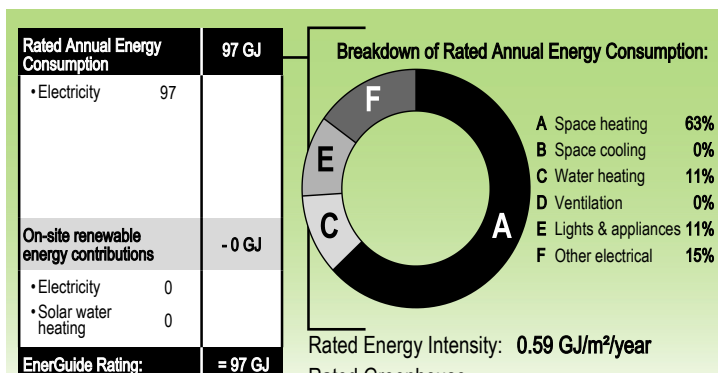 Rated Annual Energy
Consumption
97 GJ
• Electricity 97
On-site renewable
energy contributions
- 0 GJ
• Electricity 0
• Solar water
heating 0
EnerGuide Rating: = 97 GJ
Breakdown of Rated Annual Energy Consumption:
F
E
C
A
A Space heating 63%
B Space cooling 0%
C Water heating 11%
D Ventilation 0%
E Lights & appliances 11%
F Other electrical 15%
Rated Energy Intensity: 0.59 GJ/m²/year
Rated Greenhouse